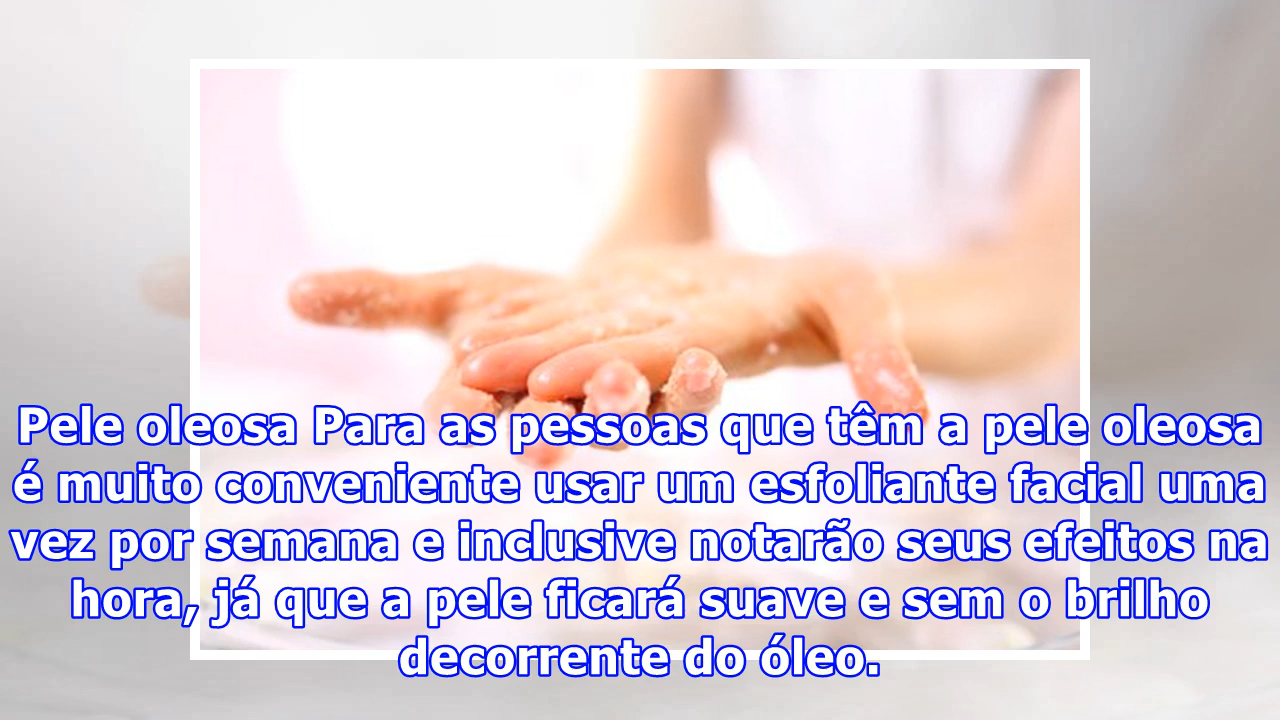 Pele oleosa Para as pessoas que têm a pele oleosa
é muito conveniente usar um esfoliante facial uma
vez por semana e inclusive notarão seus efeitos na
hora, já que a pele ficará suave e sem o brilho
decorrente do óleo.